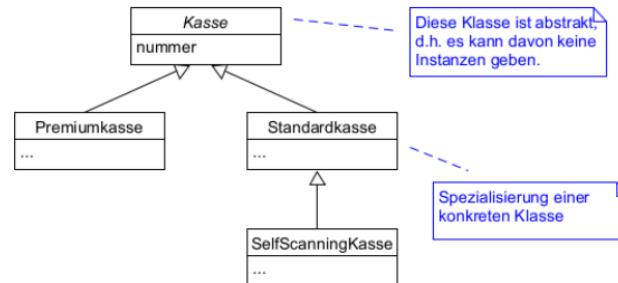 Kasse
nummer
Diese Klasse ist abstrakt,
d.h. es kann davon keine
Instanzen geben.
Premiumkasse
...
Standardkasse
...
Spezialisierung einer
konkreten Klasse
SelfScanningKasse
...